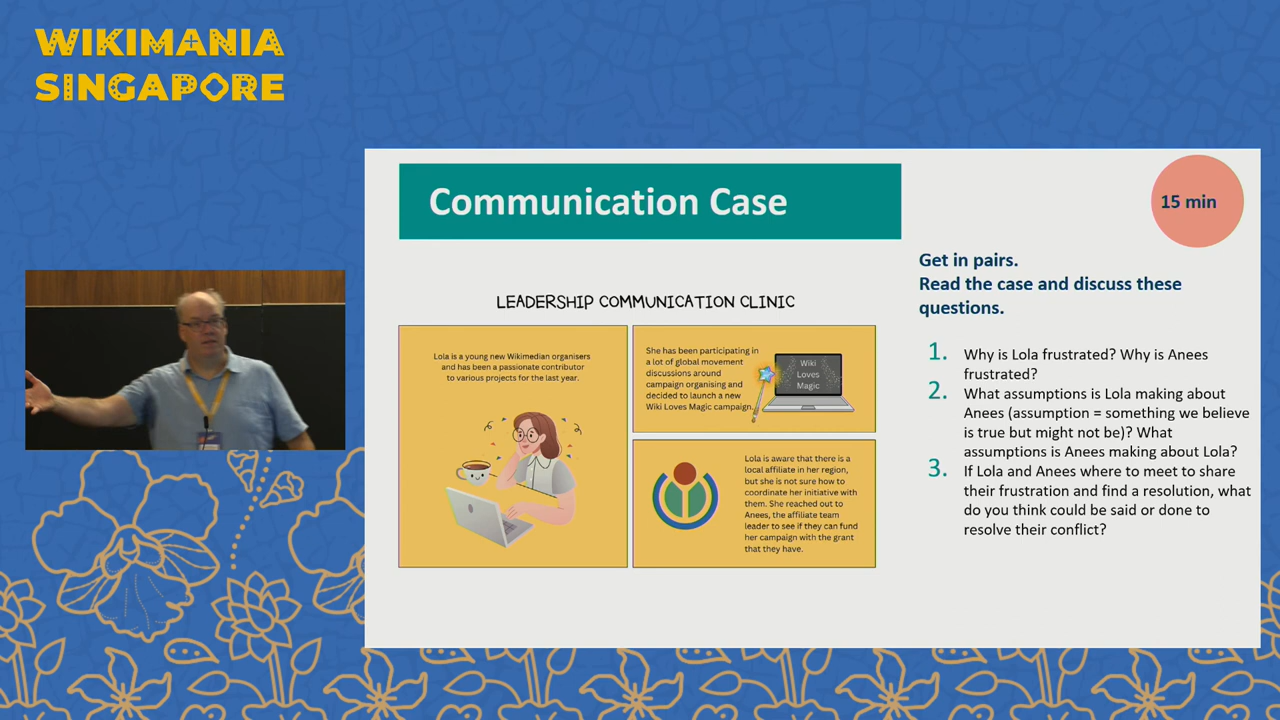 WIKIMANIA
SINGAPORE
Communication Case
15 min
LEADERSHIP COMMUNICATION CLINIC
Lola is a young new Wikimedian organisers
and has been a passionate contributor
to various projects for the last year.
She has been participating in
a lot of global movement
discussions around
campaign organising and
decided to launch a new
Wiki Loves Magic campaign.
Wiki
Loves
Magic
Lola is aware that there is a
local affiliate in her region,
but she is not sure how to
coordinate her initiative with
them. She reached out to
Anees, the affiliate team
leader to see if they can fund
her campaign with the grant
that they have.
Get in pairs.
Read the case and discuss these
questions.
1. Why is Lola frustrated? Why is Anees
frustrated?
2. What assumptions is Lola making about
Anees (assumption = something we believe
is true but might not be)? What
assumptions is Anees making about Lola?
3. If Lola and Anees where to meet to share
their frustration and find a resolution, what
do you think could be said or done to
resolve their conflict?